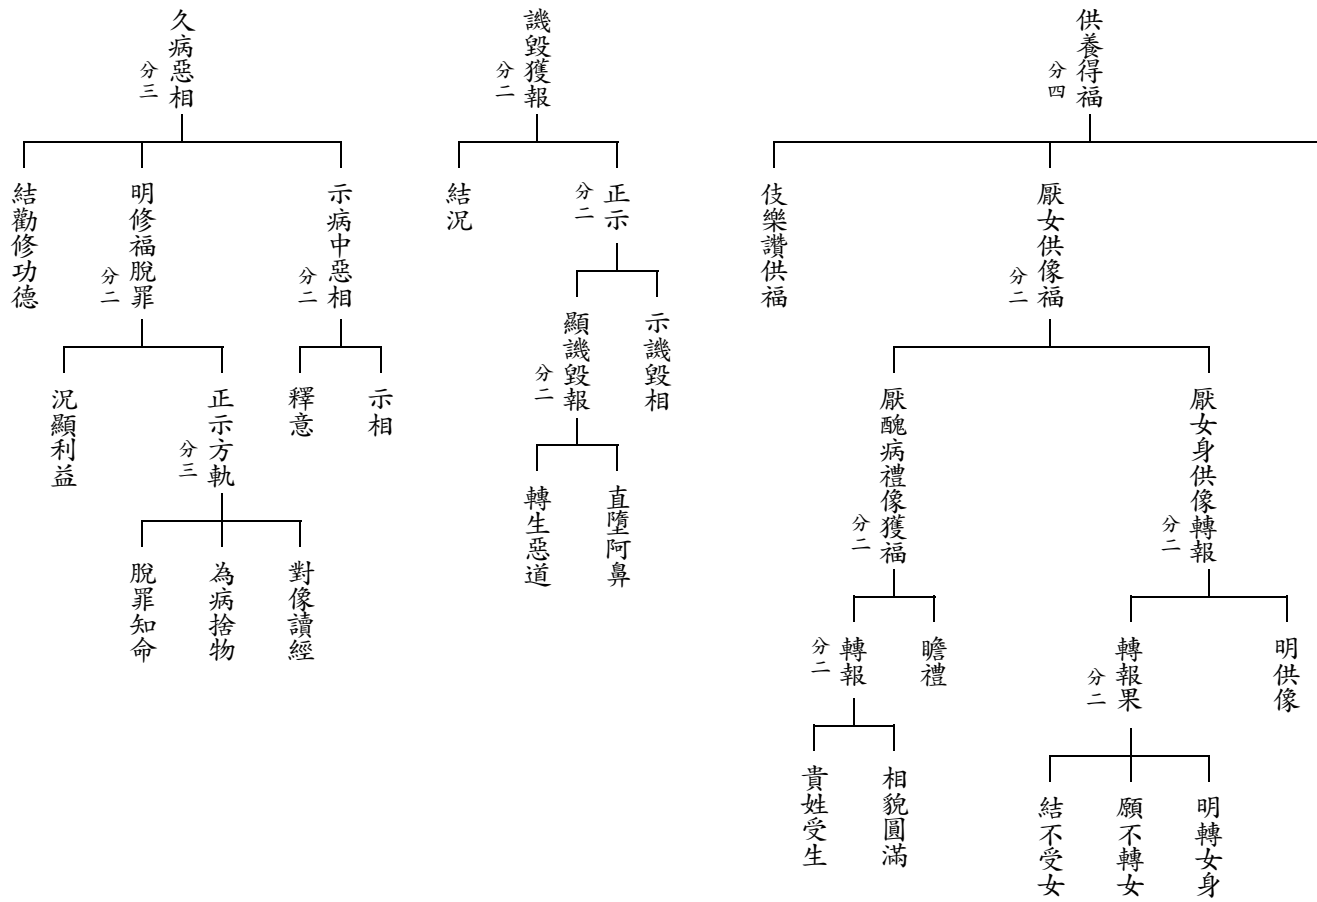 供養得福
分四
厭女供像福
分二
厭女身供像轉報
分二
明供像
轉報果
分二
明轉女身
願不轉女
結不受女
厭醜病禮像獲福
分二
瞻禮
轉報
分二
相貌圓滿
貴姓受生
伎樂讚供福
譏毀獲報
分二
正示
分二
示譏毀相
顯譏毀報
分二
直墮阿鼻
轉生惡道
結況
久病惡相
分三
示病中惡相
分二
示相
釋意
明修福脫罪
分二
正示方軌
分三
對像讀經
為病捨物
脫罪知命
況顯利益
結勸修功德